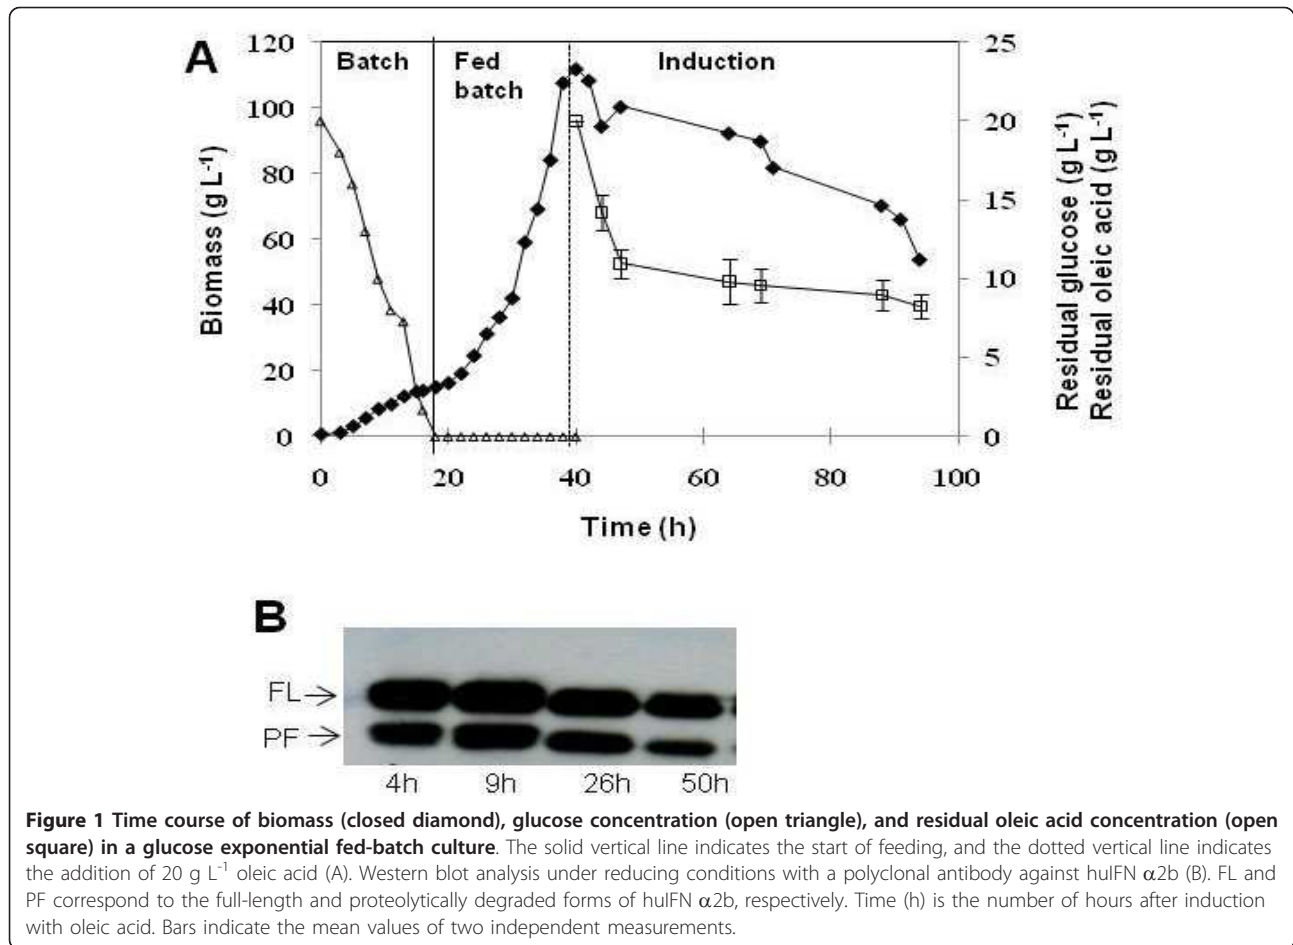 A
Batch
Fed
batch
Induction
120
100
80
60
40
20
0
Biomass (g L⁻¹)
25
20
15
10
5
0
Residual glucose (g L⁻¹)
Residual oleic acid (g L⁻¹)
0 20 40 60 80 100
Time (h)
B
FL
PF
4h 9h 26h 50h
Figure 1 Time course of biomass (closed diamond), glucose concentration (open triangle), and residual oleic acid concentration (open
square) in a glucose exponential fed-batch culture. The solid vertical line indicates the start of feeding, and the dotted vertical line indicates
the addition of 20 g L⁻¹ oleic acid (A). Western blot analysis under reducing conditions with a polyclonal antibody against huIFN α2b (B). FL and
PF correspond to the full-length and proteolytically degraded forms of huIFN α2b, respectively. Time (h) is the number of hours after induction
with oleic acid. Bars indicate the mean values of two independent measurements.